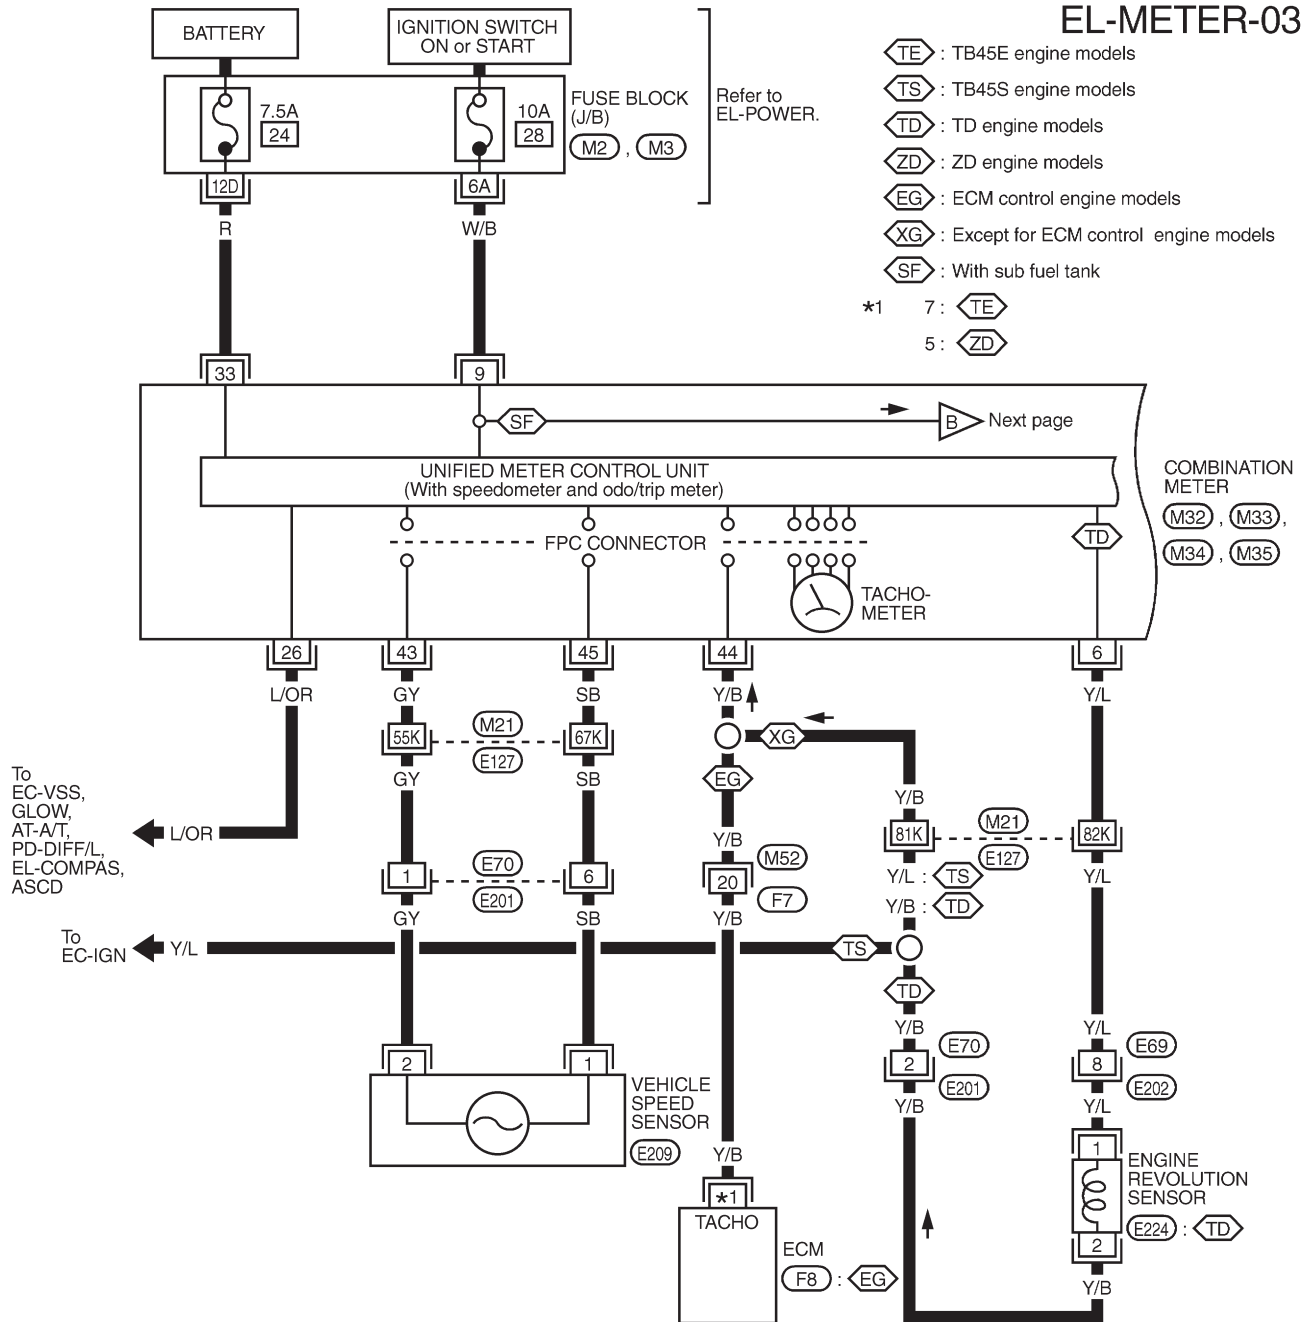 EL-METER-03
BATTERY
IGNITION SWITCH
ON or START
7.5A
24
10A
28
FUSE BLOCK
(J/B)
M2 , M3
Refer to
EL-POWER.
TE : TB45E engine models
TS : TB45S engine models
TD : TD engine models
ZD : ZD engine models
EG : ECM control engine models
XG : Except for ECM control engine models
SF : With sub fuel tank
*1 7 : TE
5 : ZD
12D
6A
R
W/B
33
9
SF
B
Next page
UNIFIED METER CONTROL UNIT
(With speedometer and odo/trip meter)
COMBINATION
METER
M32 , M33 ,
M34 , M35
FPC CONNECTOR
TD
TACHO-
METER
26
43
45
44
6
L/OR
GY
SB
Y/B
Y/L
M21
55K
67K
E127
XG
GY
SB
EG
Y/B
To
EC-VSS,
GLOW,
AT-A/T,
PD-DIFF/L,
EL-COMPAS,
ASCD
L/OR
Y/B
81K
M21
E127
82K
E70
1
6
E201
M52
20
F7
Y/L : TS
Y/B : TD
Y/L
GY
SB
Y/B
To
EC-IGN
Y/L
TS
TD
Y/B
Y/L
2
E70
E201
8
E69
E202
Y/B
Y/L
2
1
VEHICLE
SPEED
SENSOR
E209
Y/B
*1
TACHO
ECM
F8 : EG
1
ENGINE
REVOLUTION
SENSOR
E224 : TD
2
Y/B